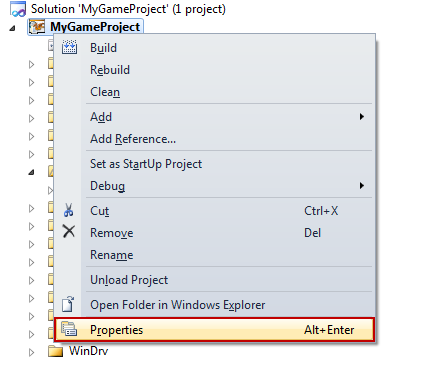 Solution 'MyGameProject' (1 project)
MyGameProject
Build
Rebuild
Clean
Add
Add Reference...
Set as StartUp Project
Debug
Cut Ctrl+X
Remove Del
Rename
Unload Project
Open Folder in Windows Explorer
Properties Alt+Enter
WinDrv